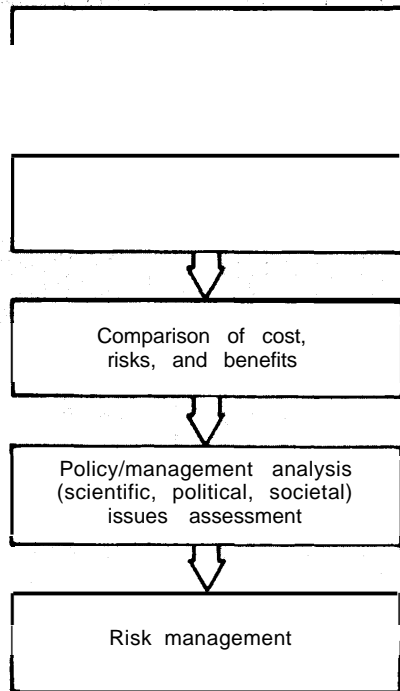 Comparison of cost,
risks, and benefits
Policy/management analysis
(scientific, political, societal)
issues assessment
Risk management